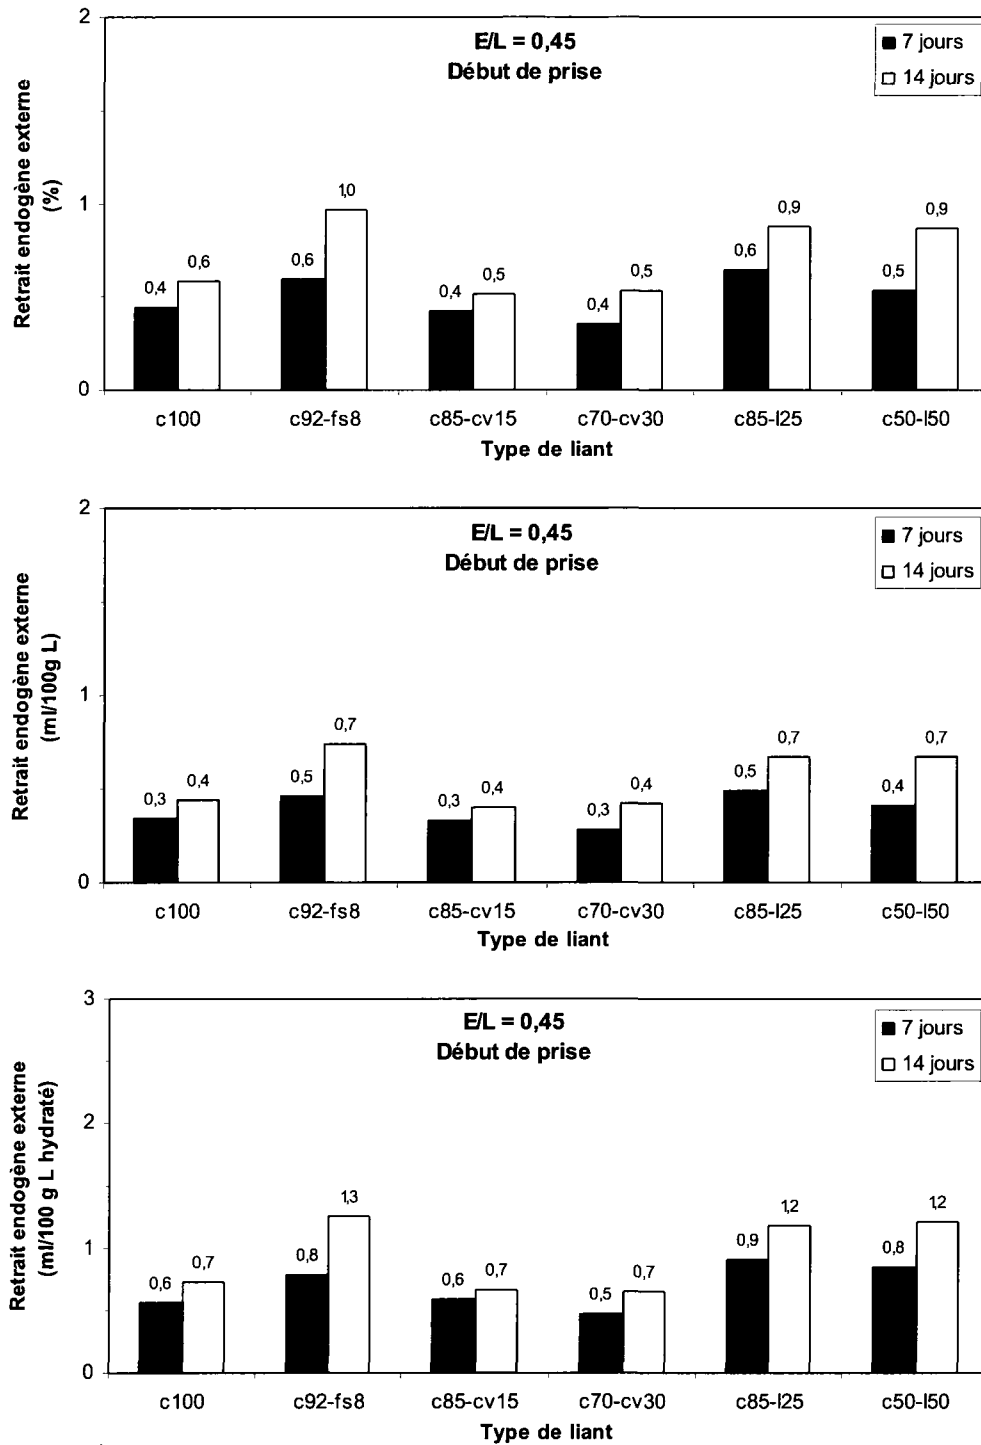 E/L = 0,45
Début de prise
7 jours
14 jours
Retrait endogène externe
(%)
2
1
0
0,4
0,6
0,6
1,0
0,4
0,5
0,4
0,5
0,6
0,9
0,5
0,9
c100
c92-fs8
c85-cv15
c70-cv30
c85-l25
c50-l50
Type de liant
E/L = 0,45
Début de prise
7 jours
14 jours
Retrait endogène externe
(ml/100g L)
2
1
0
0,3
0,4
0,5
0,7
0,3
0,4
0,3
0,4
0,5
0,7
0,4
0,7
c100
c92-fs8
c85-cv15
c70-cv30
c85-l25
c50-l50
Type de liant
E/L = 0,45
Début de prise
7 jours
14 jours
Retrait endogène externe
(ml/100 g L hydraté)
3
2
1
0
0,6
0,7
0,8
1,3
0,6
0,7
0,5
0,7
0,9
1,2
0,8
1,2
c100
c92-fs8
c85-cv15
c70-cv30
c85-l25
c50-l50
Type de liant